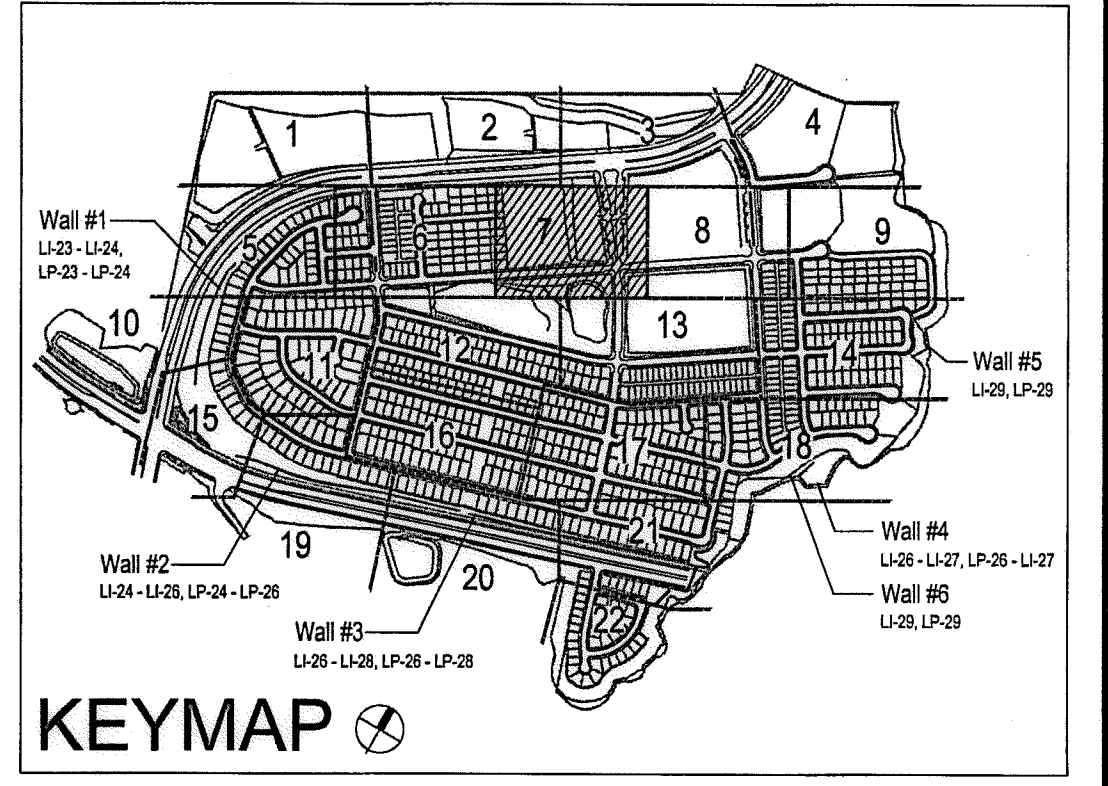 1
2
3
4
Wall #1
LI-23 - LI-24,
LP-23 - LP-24
5
6
7
8
9
10
11
12
13
14
Wall #5
LI-29, LP-29
15
16
17
18
Wall #2
LI-24 - LI-26, LP-24 - LP-26
19
20
21
Wall #4
LI-26 - LI-27, LP-26 - LI-27
Wall #6
LI-29, LP-29
22
Wall #3
LI-26 - LI-28, LP-26 - LP-28
KEYMAP